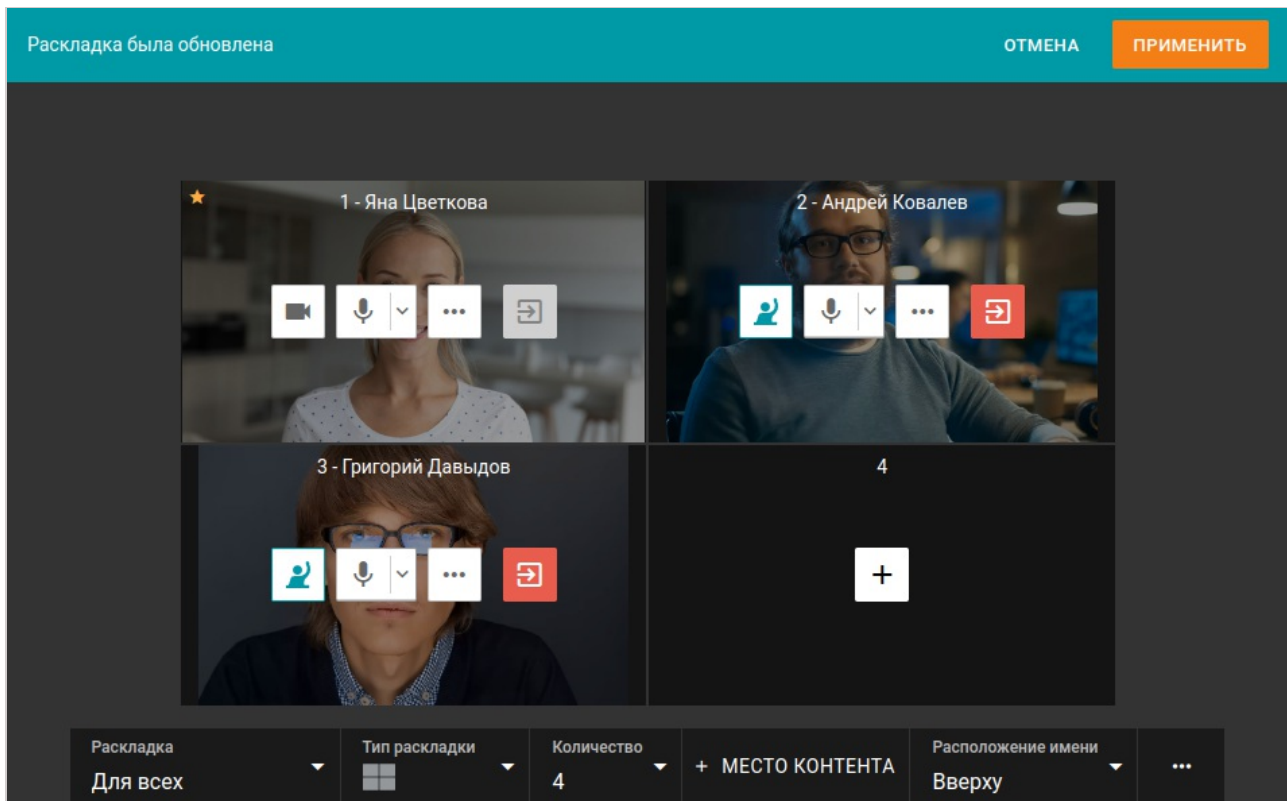 Раскладка была обновлена
ОТМЕНА
ПРИМЕНИТЬ
1 - Яна Цветкова
2 - Андрей Ковалев
3 - Григорий Давыдов
4
Раскладка
Для всех
Тип раскладки
Количество
4
+ МЕСТО КОНТЕНТА
Расположение имени
Вверху